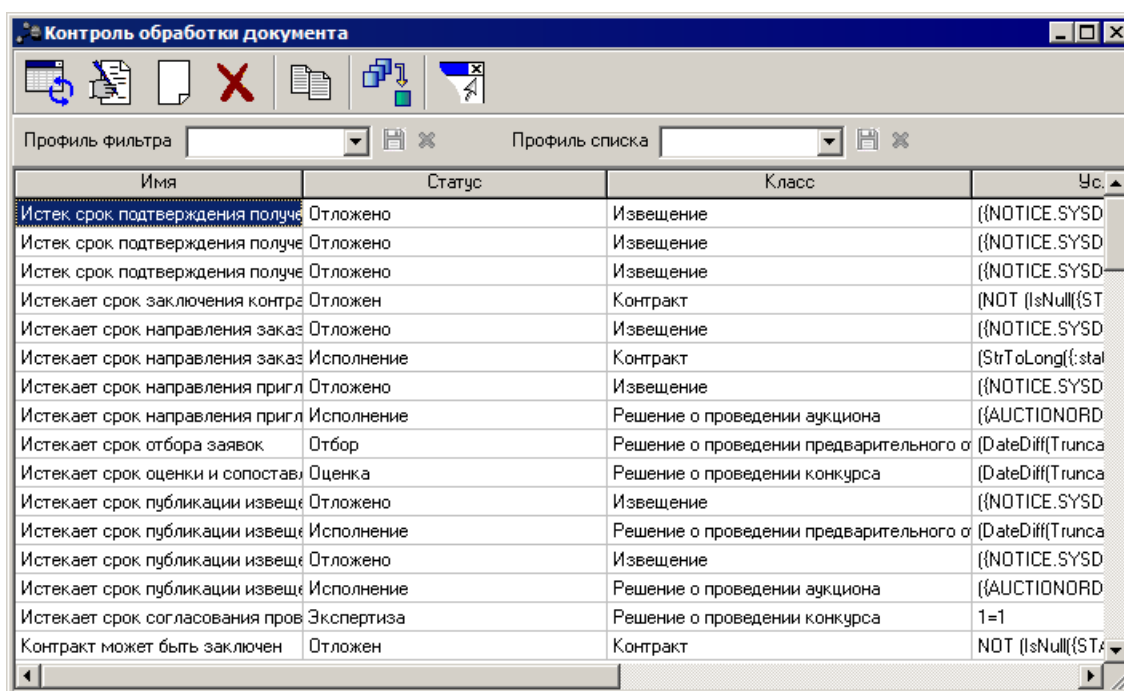 Контроль обработки документа
Профиль фильтра Профиль списка
Имя Статус Класс Ус.
Истек срок подтверждения получе Отложено Извещение ({NOTICE.SYSD
Истек срок подтверждения получе Отложено Извещение ({NOTICE.SYSD
Истек срок подтверждения получе Отложено Извещение ({NOTICE.SYSD
Истекает срок заключения контра Отложен Контракт (NOT (IsNull({ST
Истекает срок направления заказ Отложено Извещение ({NOTICE.SYSD
Истекает срок направления заказ Исполнение Контракт (StrToLong({:stat
Истекает срок направления пригл Отложено Извещение ({NOTICE.SYSD
Истекает срок направления пригл Исполнение Решение о проведении аукциона ({AUCTIONORD
Истекает срок отбора заявок Отбор Решение о проведении предварительного о (DateDiff(Trunca
Истекает срок оценки и сопостав Оценка Решение о проведении конкурса (DateDiff(Trunca
Истекает срок публикации извеще Отложено Извещение ({NOTICE.SYSD
Истекает срок публикации извеще Исполнение Решение о проведении предварительного о (DateDiff(Trunca
Истекает срок публикации извеще Отложено Извещение ({NOTICE.SYSD
Истекает срок публикации извеще Исполнение Решение о проведении аукциона ({AUCTIONORD
Истекает срок согласования пров Экспертиза Решение о проведении конкурса 1=1
Контракт может быть заключен Отложен Контракт NOT (IsNull({STA